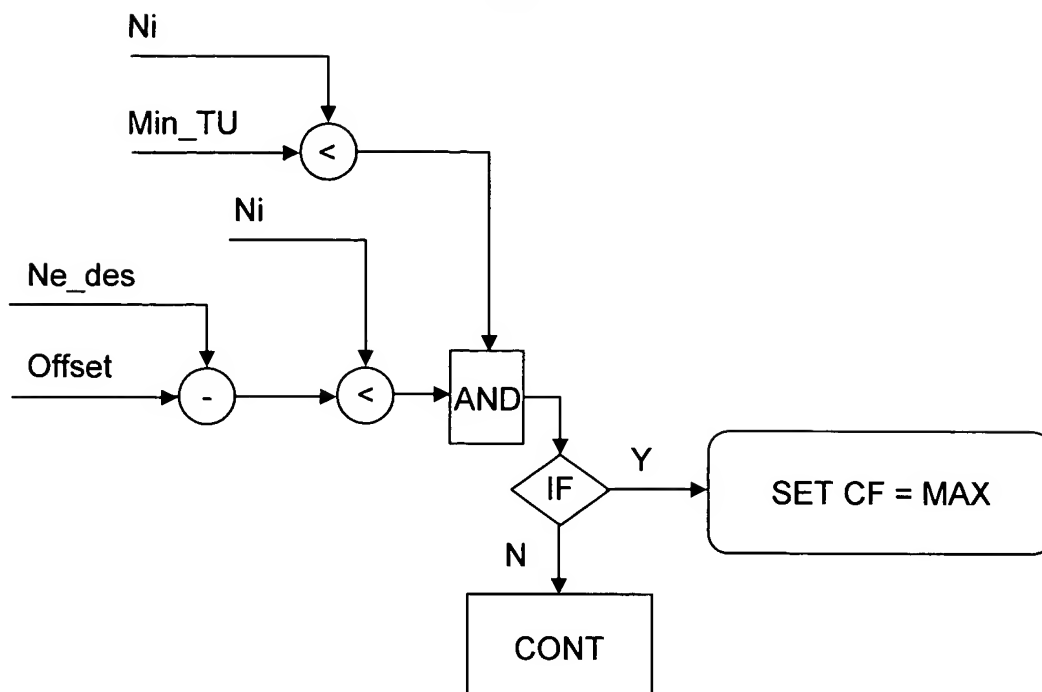 Ni
Min_TU
<
Ni
Ne_des
Offset
-
<
AND
IF
Y
SET CF = MAX
N
CONT